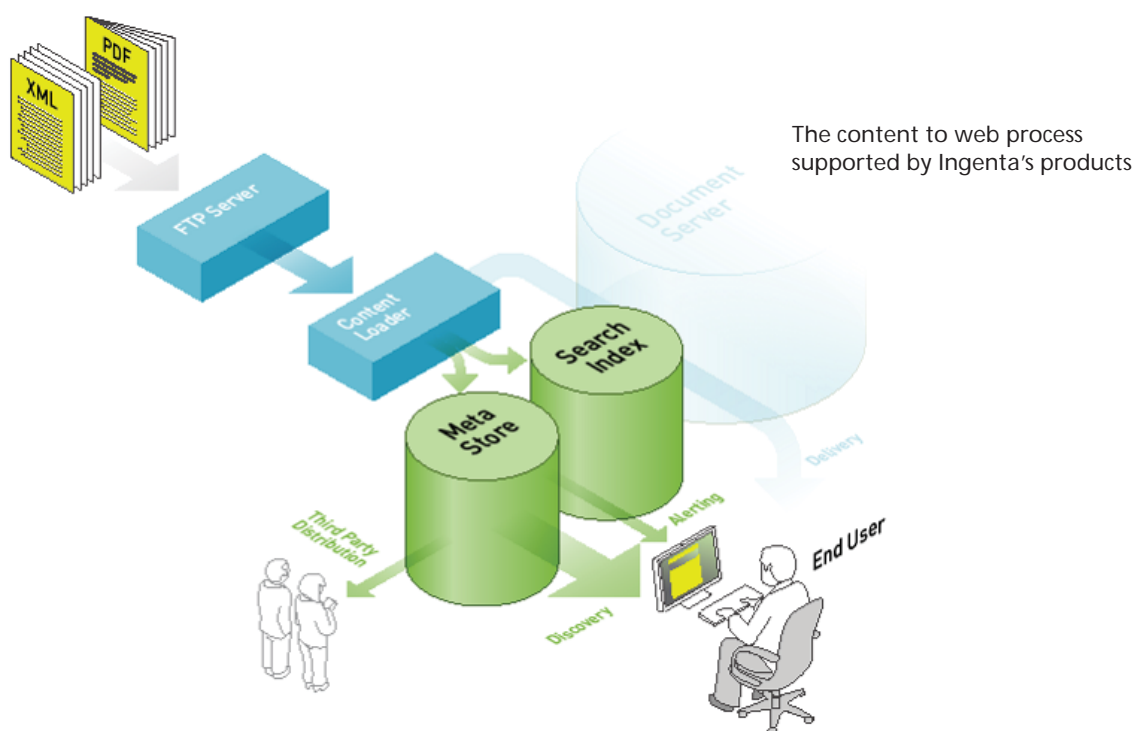 PDF
XML
The content to web process
supported by Ingenta's products
FTP Server
Document
Server
Content
Loader
Search
Index
Meta
Store
Delivery
Alerting
Third Party
Distribution
End User
Discovery